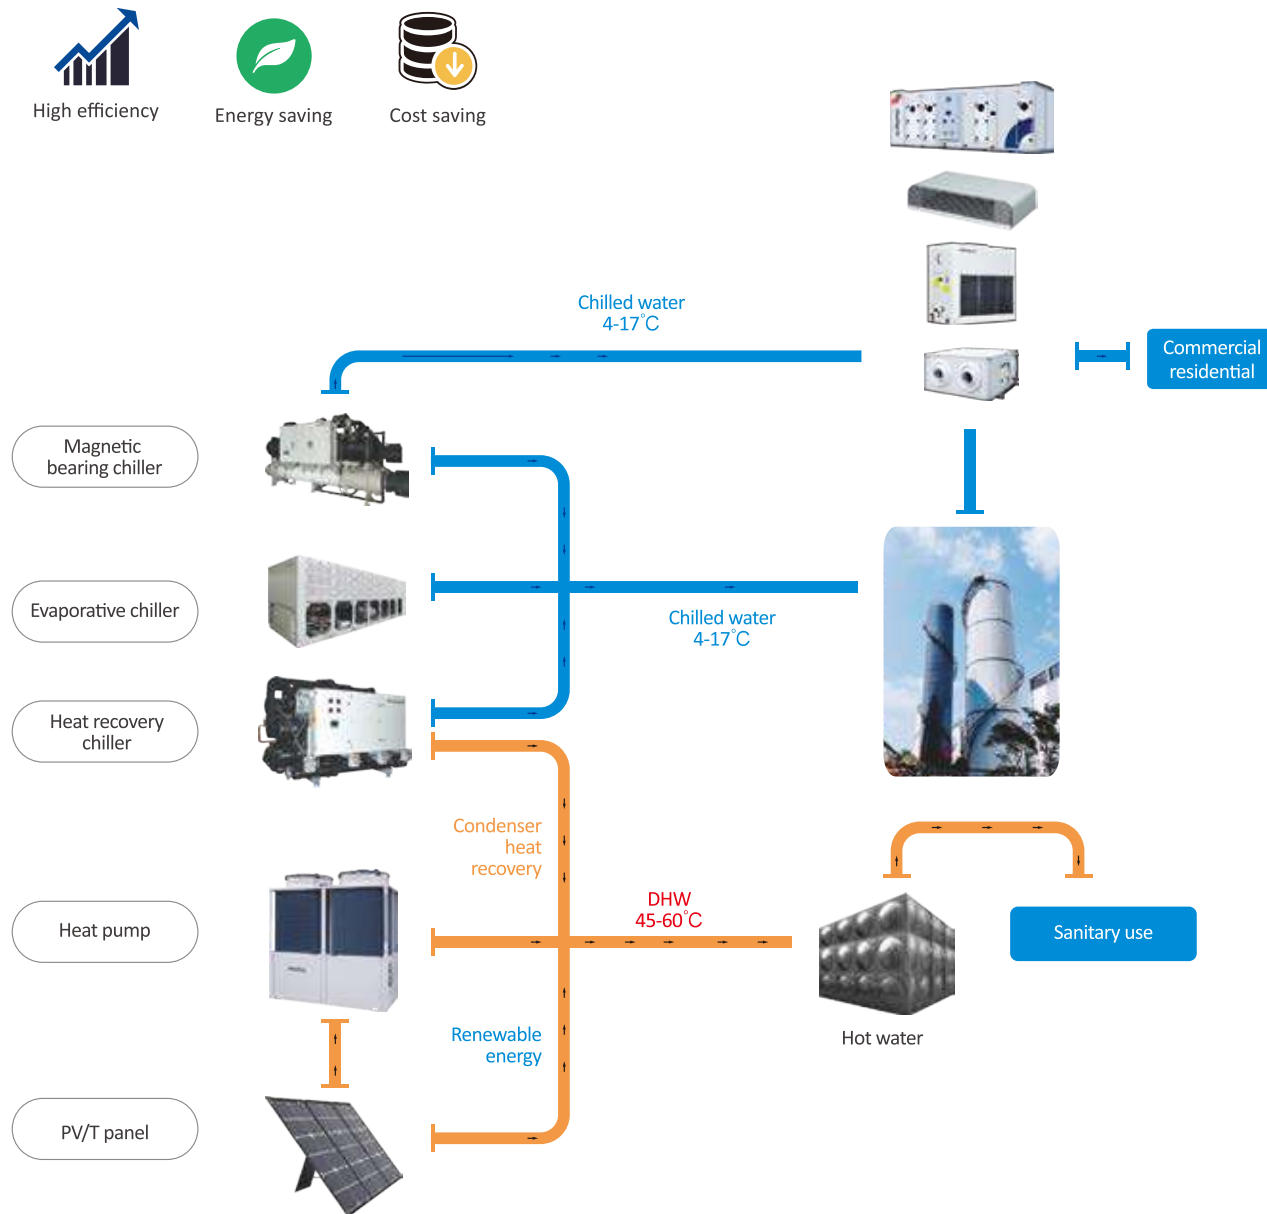 High efficiency
Energy saving
Cost saving
Chilled water
4-17℃
Commercial
residential
Magnetic
bearing chiller
Evaporative chiller
Chilled water
4-17℃
Heat recovery
chiller
Condenser
heat
recovery
DHW
45-60℃
Heat pump
Sanitary use
Renewable
energy
Hot water
PV/T panel